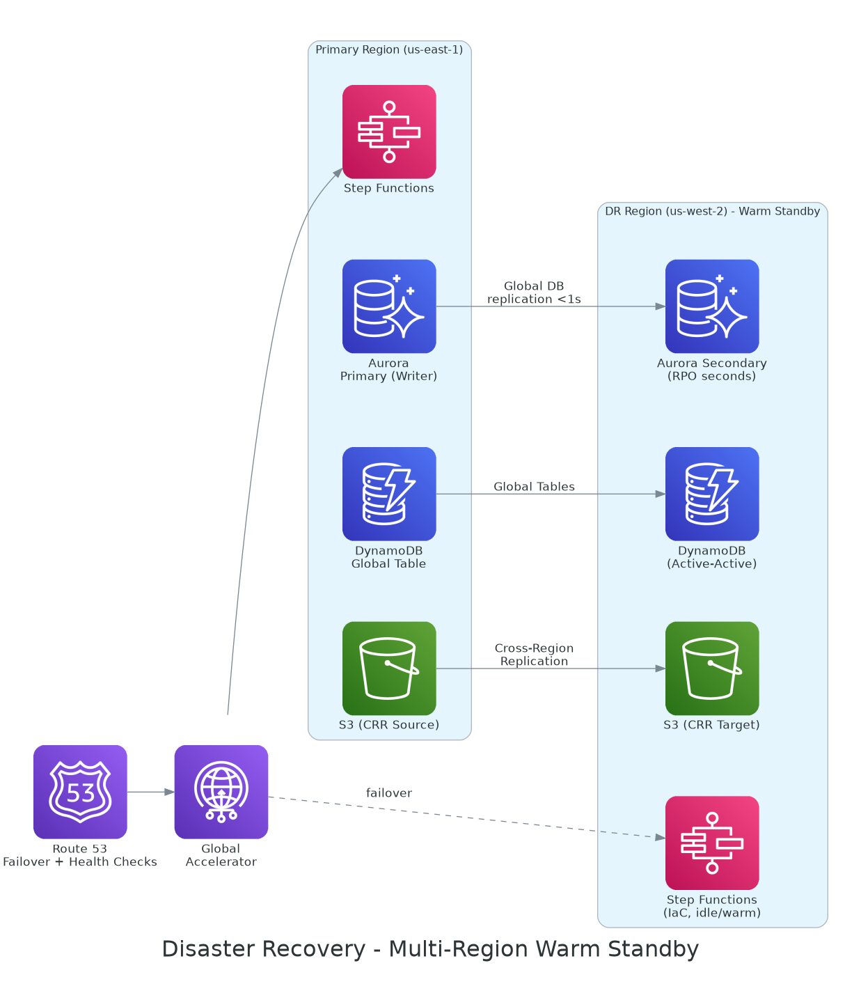 Primary Region (us-east-1)
Step Functions
DR Region (us-west-2) - Warm Standby
Global DB
replication <1s
Aurora
Primary (Writer)
Aurora Secondary
(RPO seconds)
Global Tables
DynamoDB
Global Table
DynamoDB
(Active-Active)
Cross-Region
Replication
S3 (CRR Source)
S3 (CRR Target)
53
failover
Route 53
Failover + Health Checks
Global
Accelerator
Step Functions
(IaC, idle/warm)
Disaster Recovery - Multi-Region Warm Standby